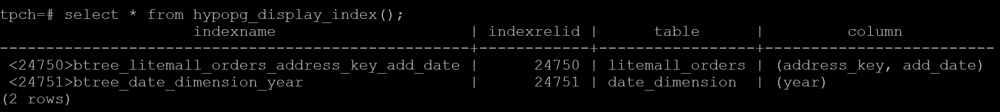 tpch=# select * from hypopg_display_index();
                     indexname                     | indexrelid |      table      |         column
---------------------------------------------------+------------+-----------------+-------------------------
 <24750>btree_litemall_orders_address_key_add_date |      24750 | litemall_orders | (address_key, add_date)
 <24751>btree_date_dimension_year                  |      24751 | date_dimension  | (year)
(2 rows)